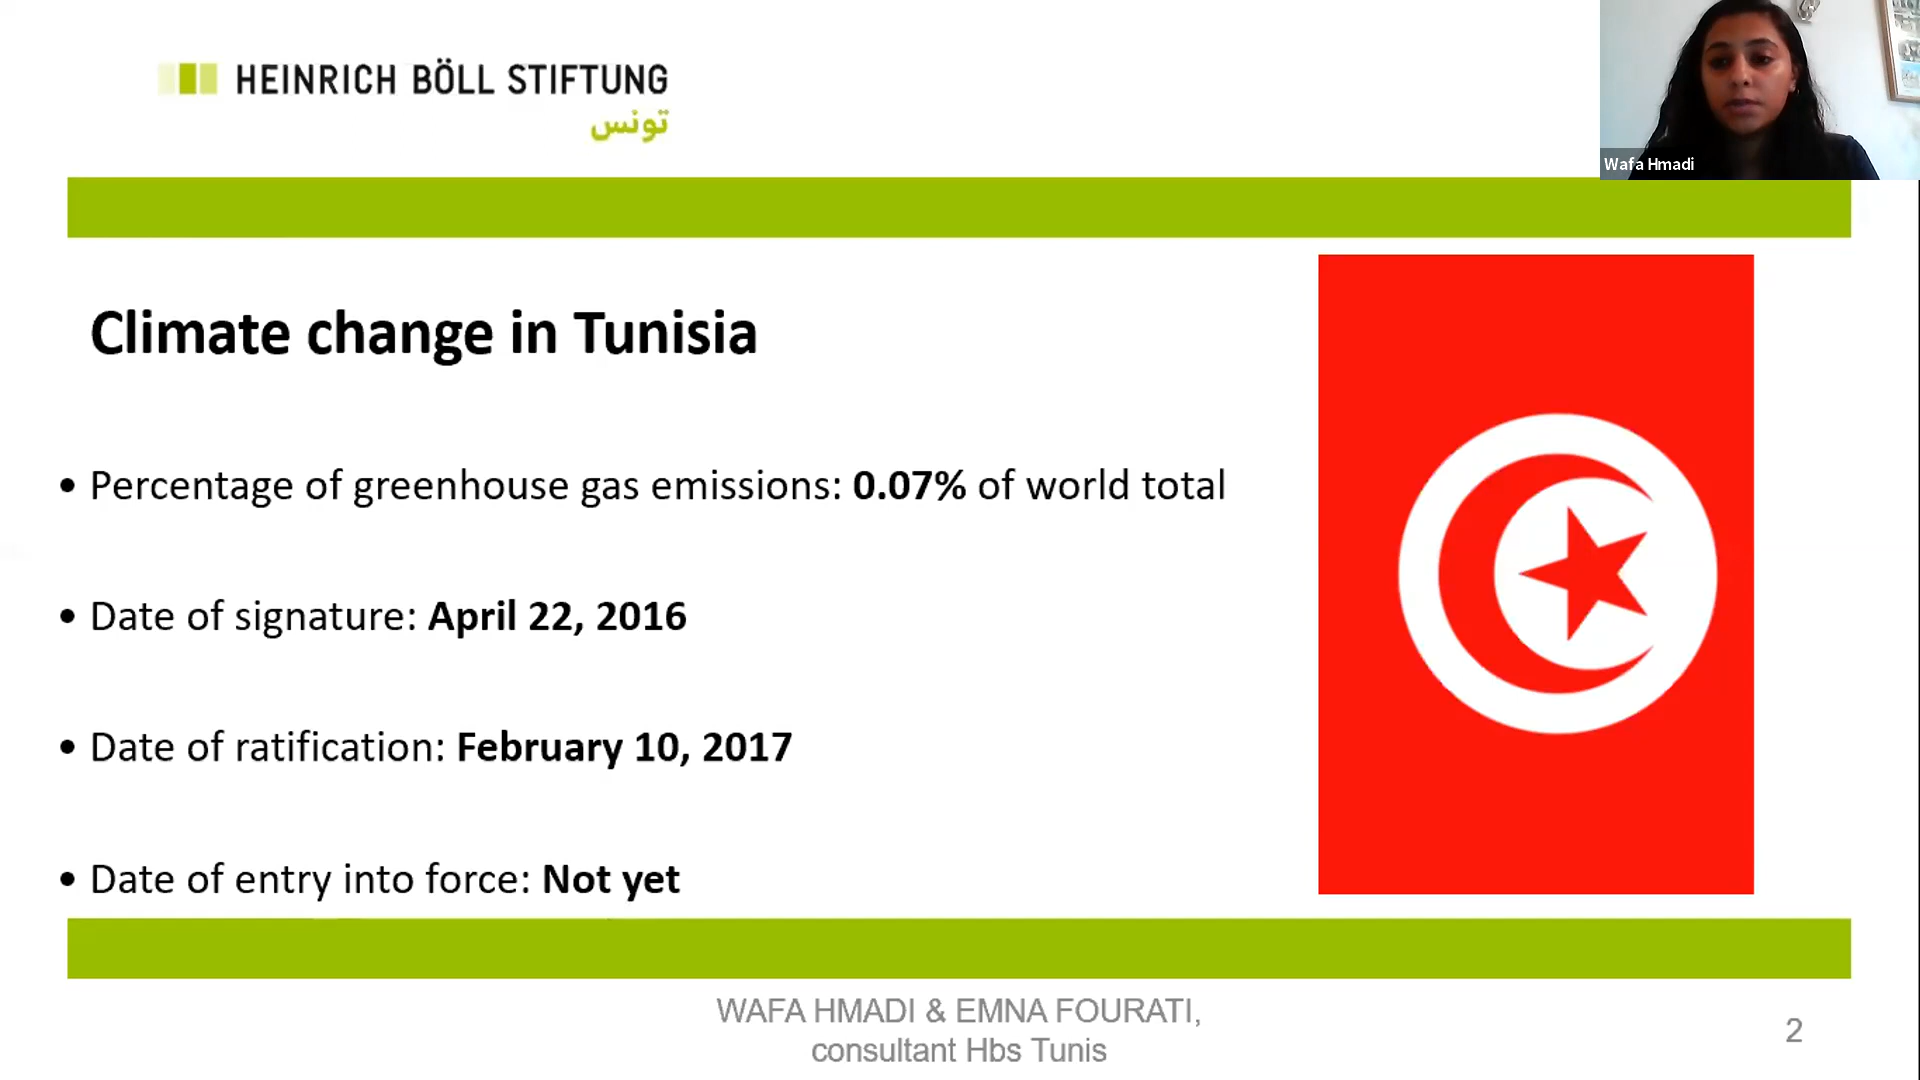 HEINRICH BÖLL STIFTUNG
تونس
Wafa Hmadi
Climate change in Tunisia
• Percentage of greenhouse gas emissions: 0.07% of world total
• Date of signature: April 22, 2016
• Date of ratification: February 10, 2017
• Date of entry into force: Not yet
WAFA HMADI & EMNA FOURATI,
consultant Hbs Tunis
2